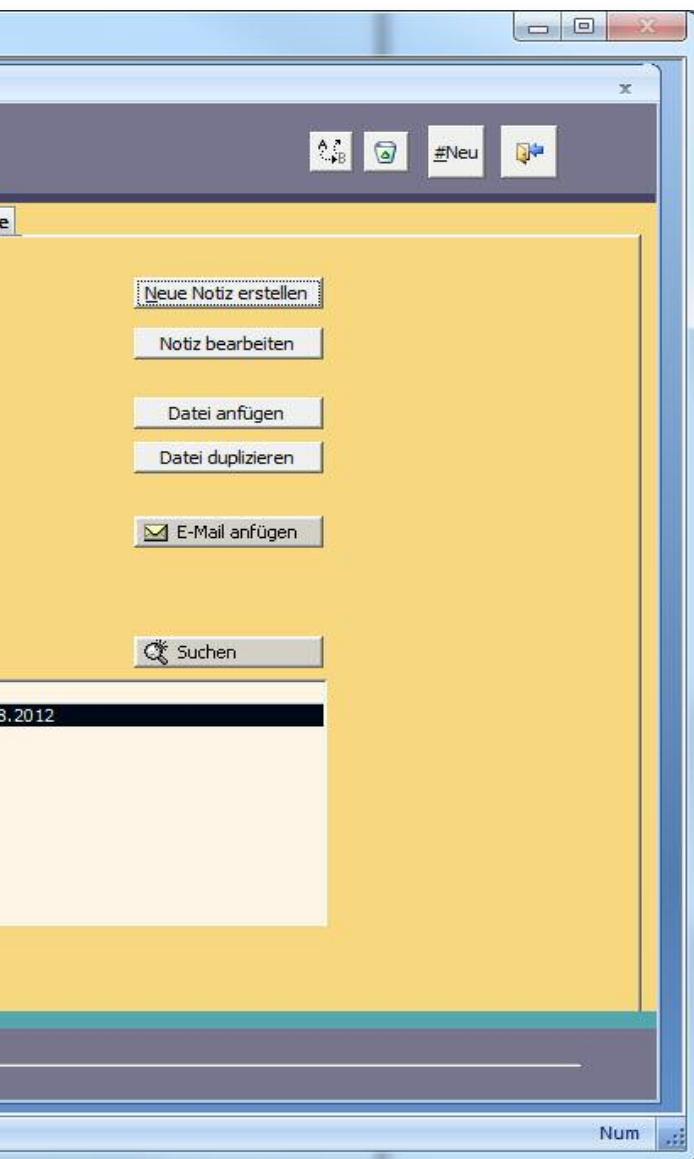 x
A
B
#Neu
e
Neue Notiz erstellen
Notiz bearbeiten
Datei anfügen
Datei duplizieren
E-Mail anfügen
Suchen
8.2012
Num